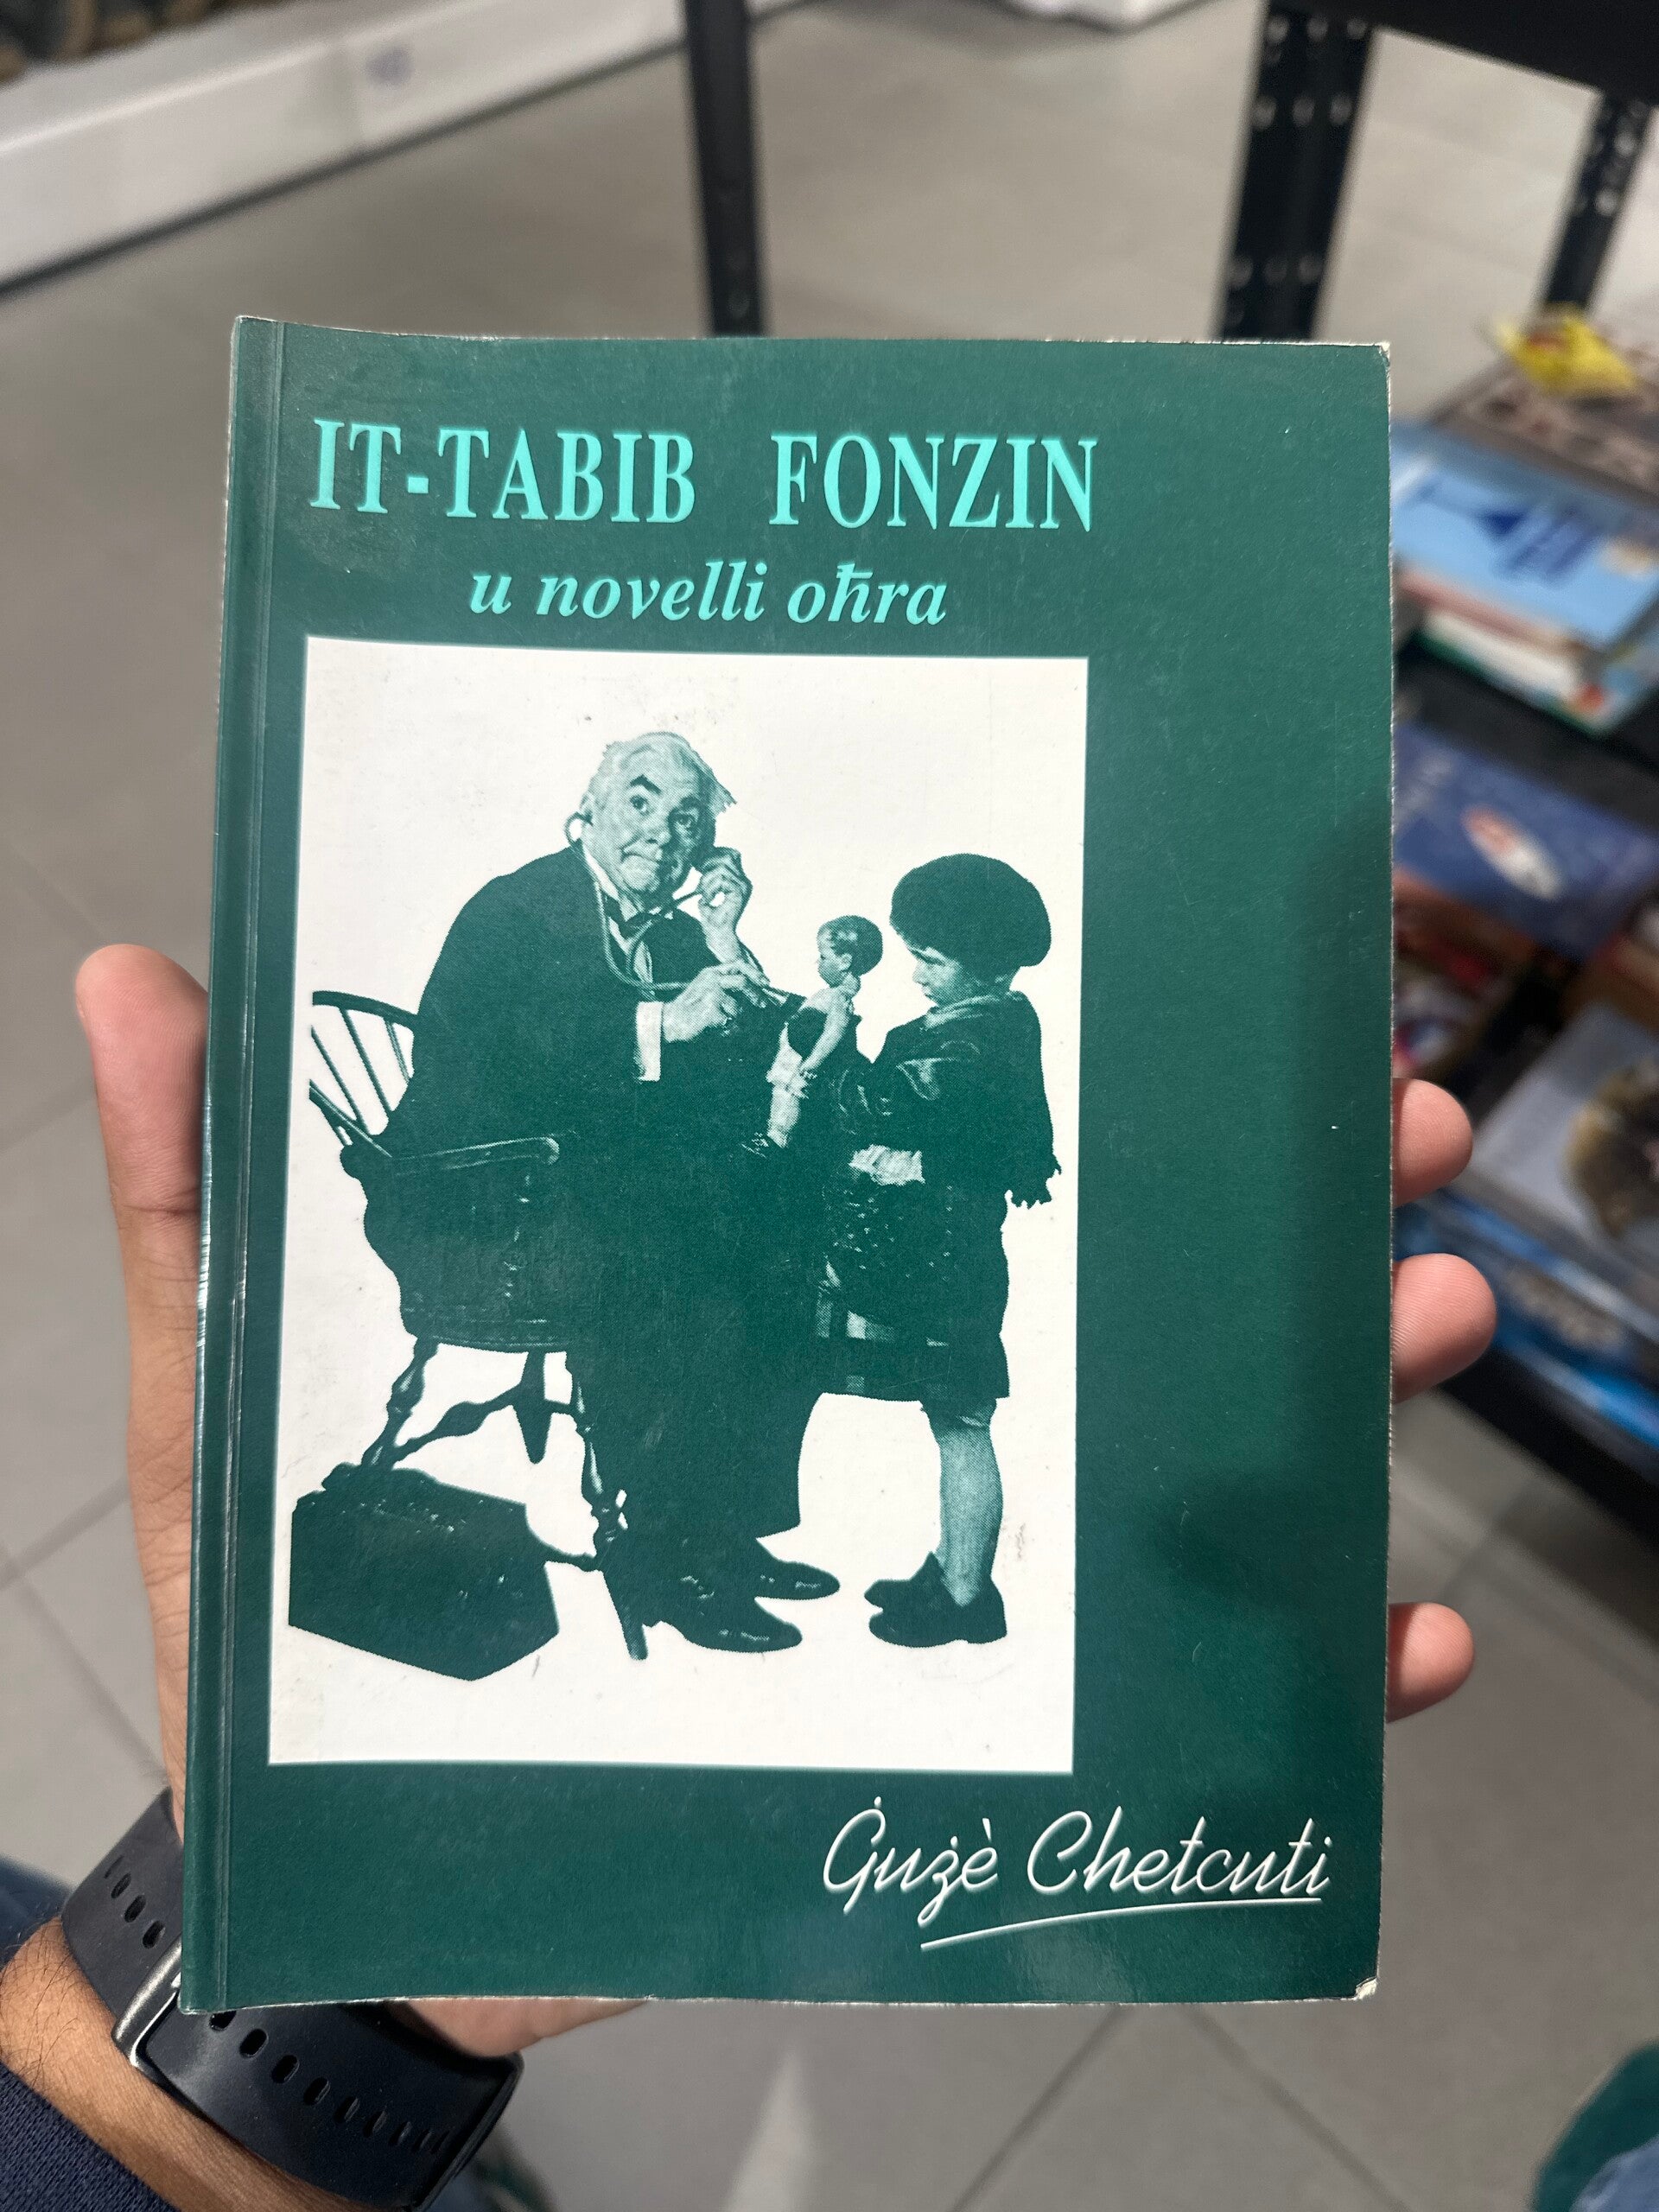 IT-TABIB FONZIN
u novelli oħra
Ġużè Chetcuti